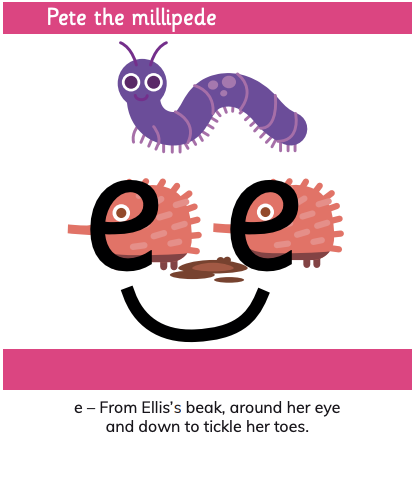 Pete the millipede
e e
e – From Ellis’s beak, around her eye
and down to tickle her toes.